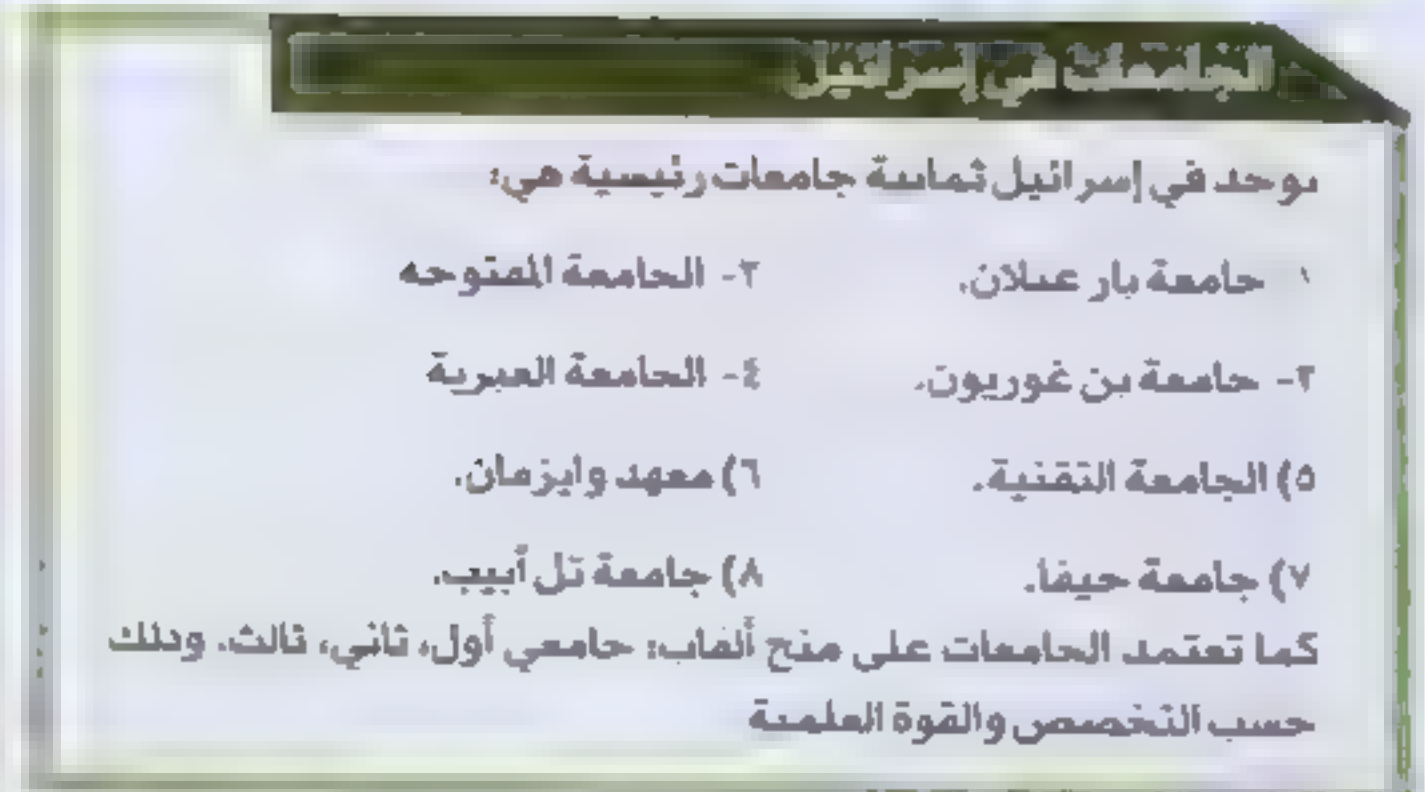 الجامعات في إسرائيل
يوجد في إسرائيل ثمانية جامعات رئيسية هي:
١ جامعة بار عيلان. ٢- الجامعة المفتوحة
٣- جامعة بن غوريون. ٤- الجامعة العبرية
٥) الجامعة التقنية. ٦) معهد وايزمان.
٧) جامعة حيفا. ٨) جامعة تل أبيب.
كما تعتمد الجامعات على منح ألقاب: جامعي أول، ثاني، ثالث. وذلك
حسب التخصص والقوة العلمية